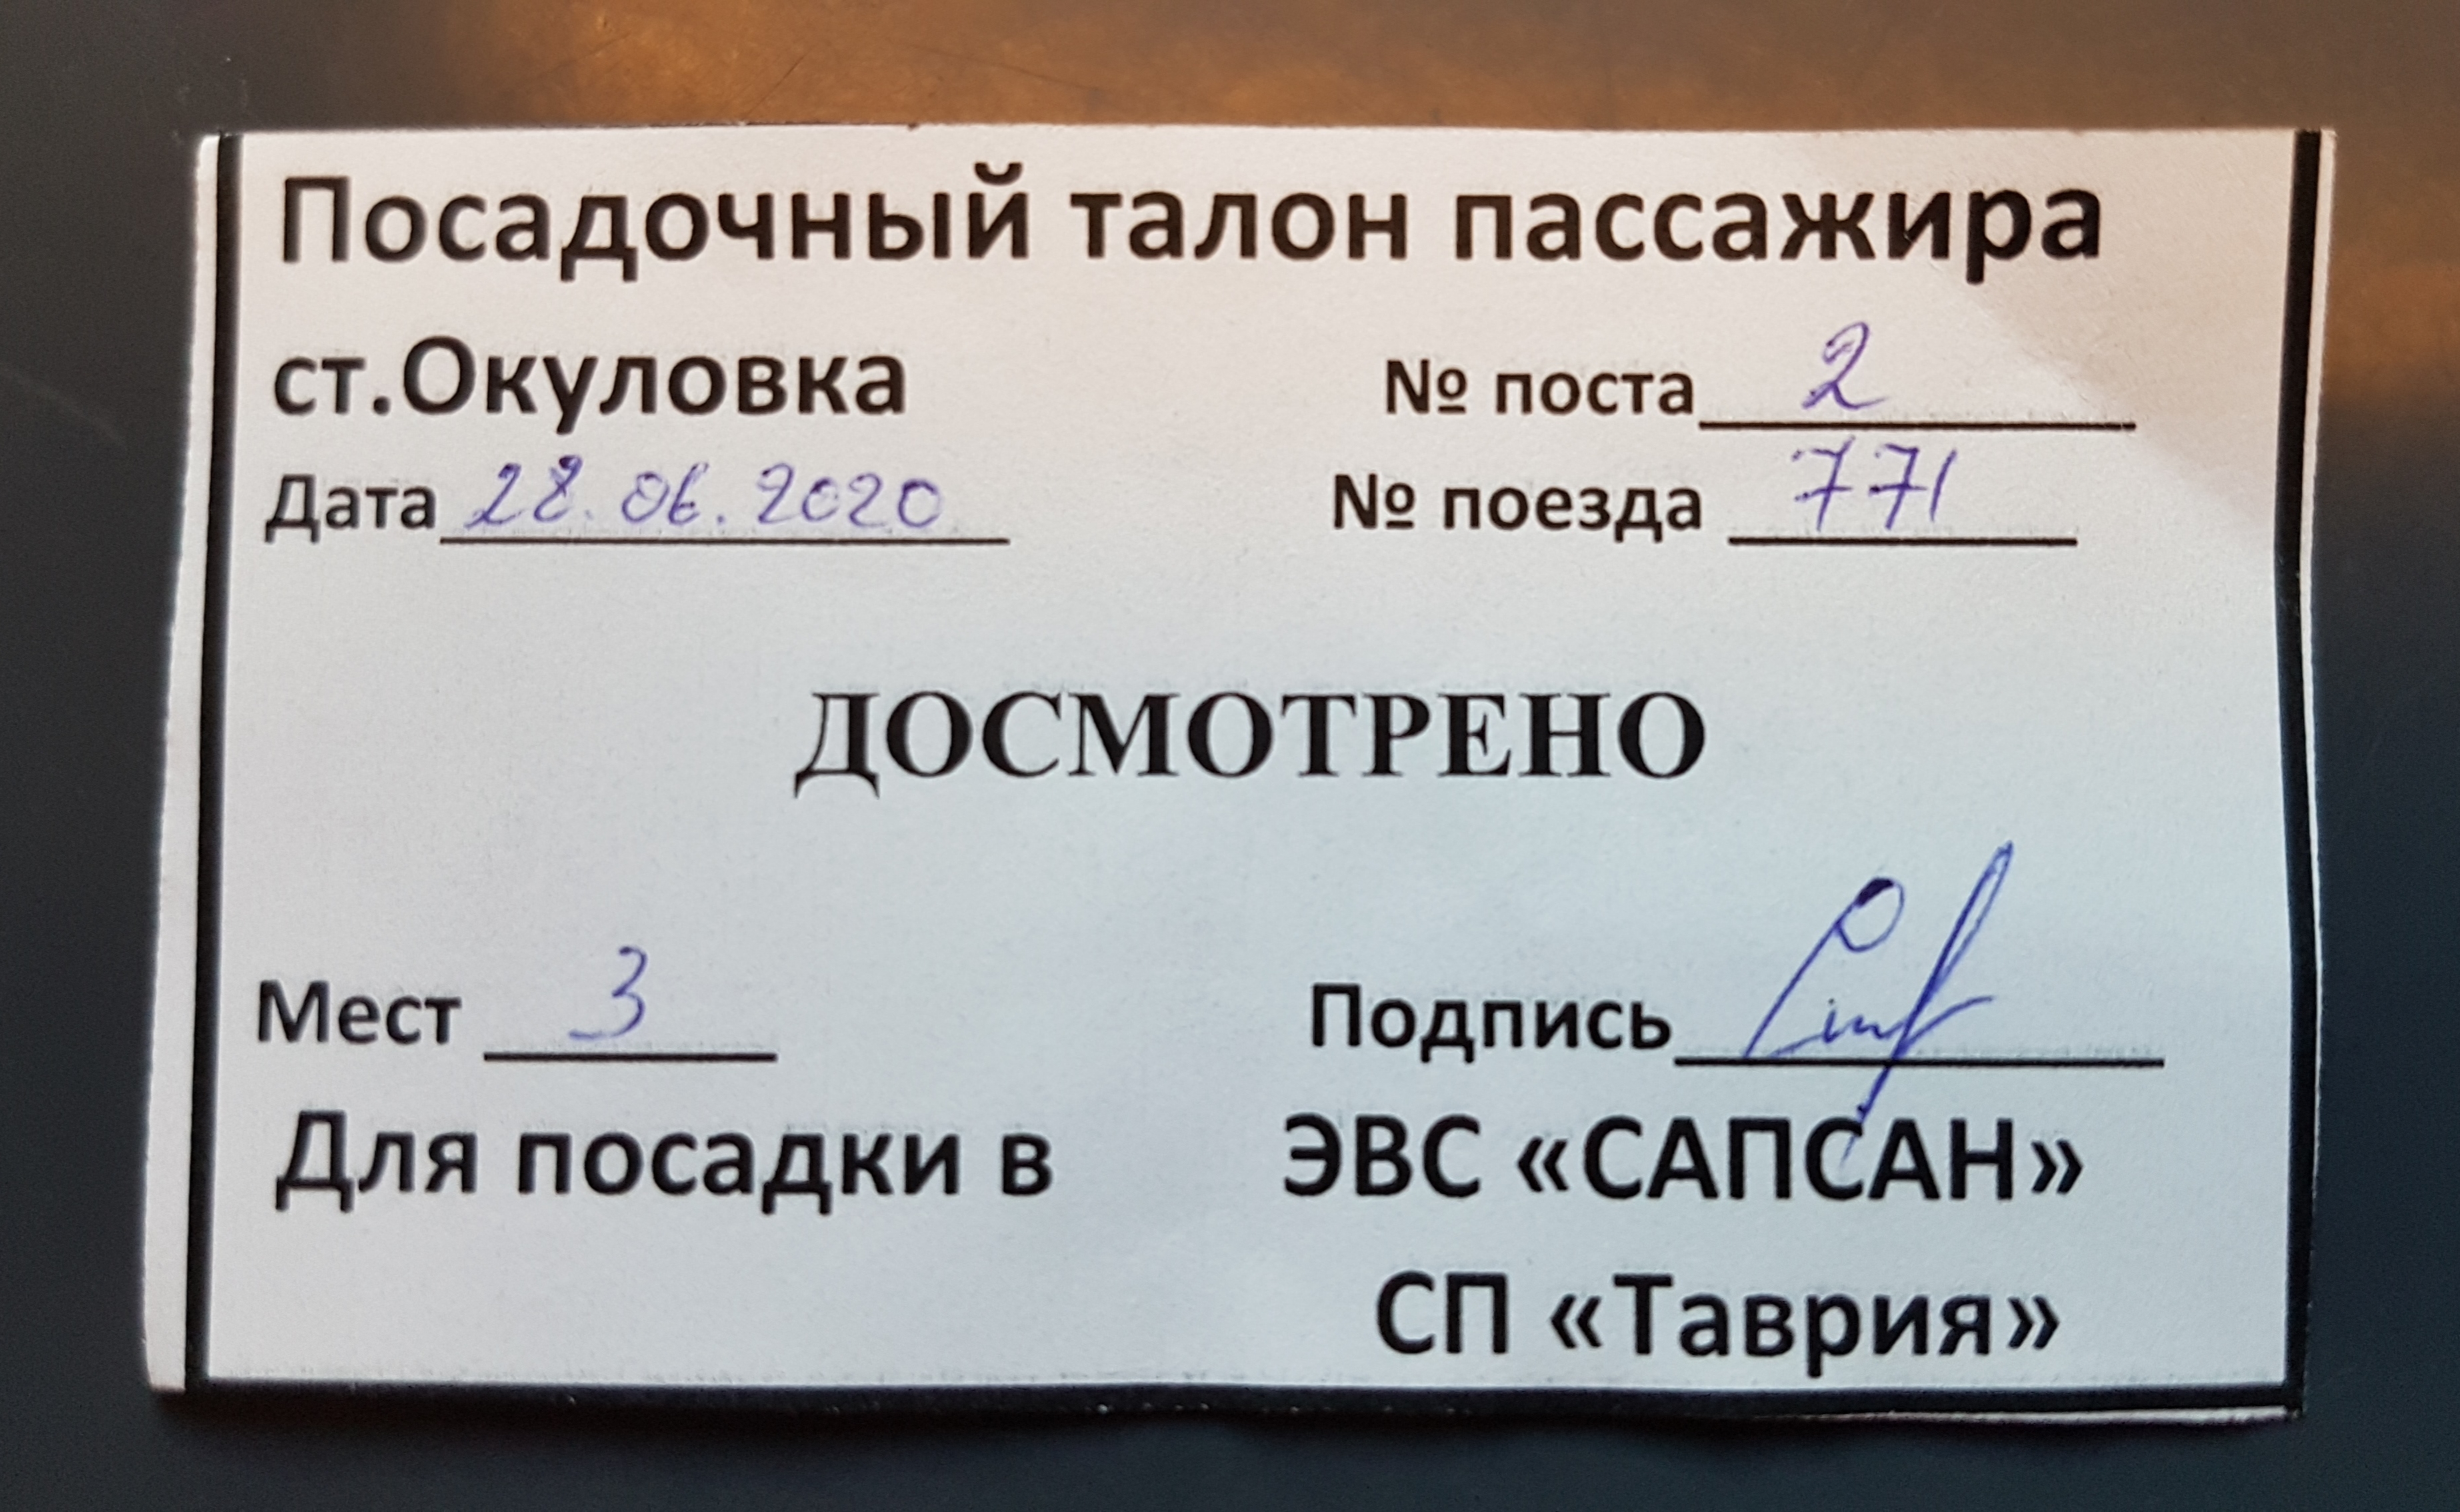 Посадочный талон пассажира
ст.Окуловка № поста 2
Дата 28.06.2020 № поезда 771
ДОСМОТРЕНО
Мест 3 Подпись
Для посадки в ЭВС «САПСАН»
СП «Таврия»